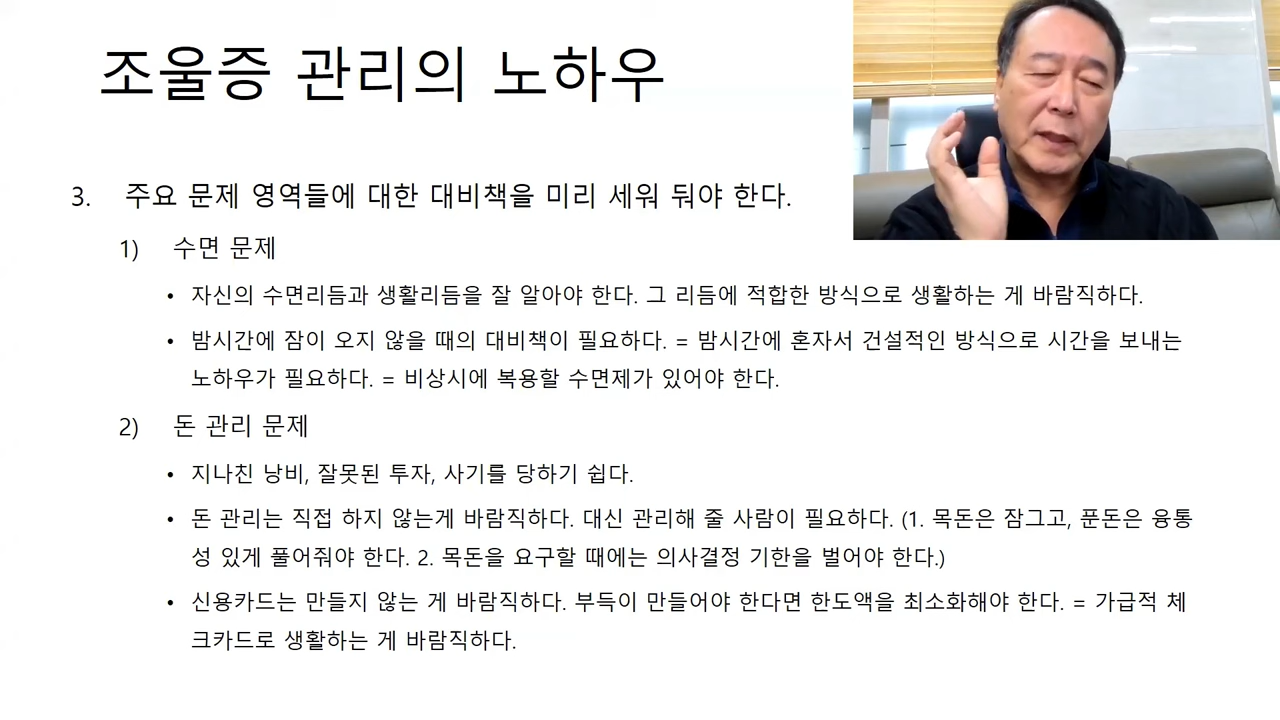 조울증 관리의 노하우
3. 주요 문제 영역들에 대한 대비책을 미리 세워 둬야 한다.
1) 수면 문제
• 자신의 수면리듬과 생활리듬을 잘 알아야 한다. 그 리듬에 적합한 방식으로 생활하는 게 바람직하다.
• 밤시간에 잠이 오지 않을 때의 대비책이 필요하다. = 밤시간에 혼자서 건설적인 방식으로 시간을 보내는
노하우가 필요하다. = 비상시에 복용할 수면제가 있어야 한다.
2) 돈 관리 문제
• 지나친 낭비, 잘못된 투자, 사기를 당하기 쉽다.
• 돈 관리는 직접 하지 않는게 바람직하다. 대신 관리해 줄 사람이 필요하다. (1. 목돈은 잠그고, 푼돈은 융통
성 있게 풀어줘야 한다. 2. 목돈을 요구할 때에는 의사결정 기한을 벌어야 한다.)
• 신용카드는 만들지 않는 게 바람직하다. 부득이 만들어야 한다면 한도액을 최소화해야 한다. = 가급적 체
크카드로 생활하는 게 바람직하다.